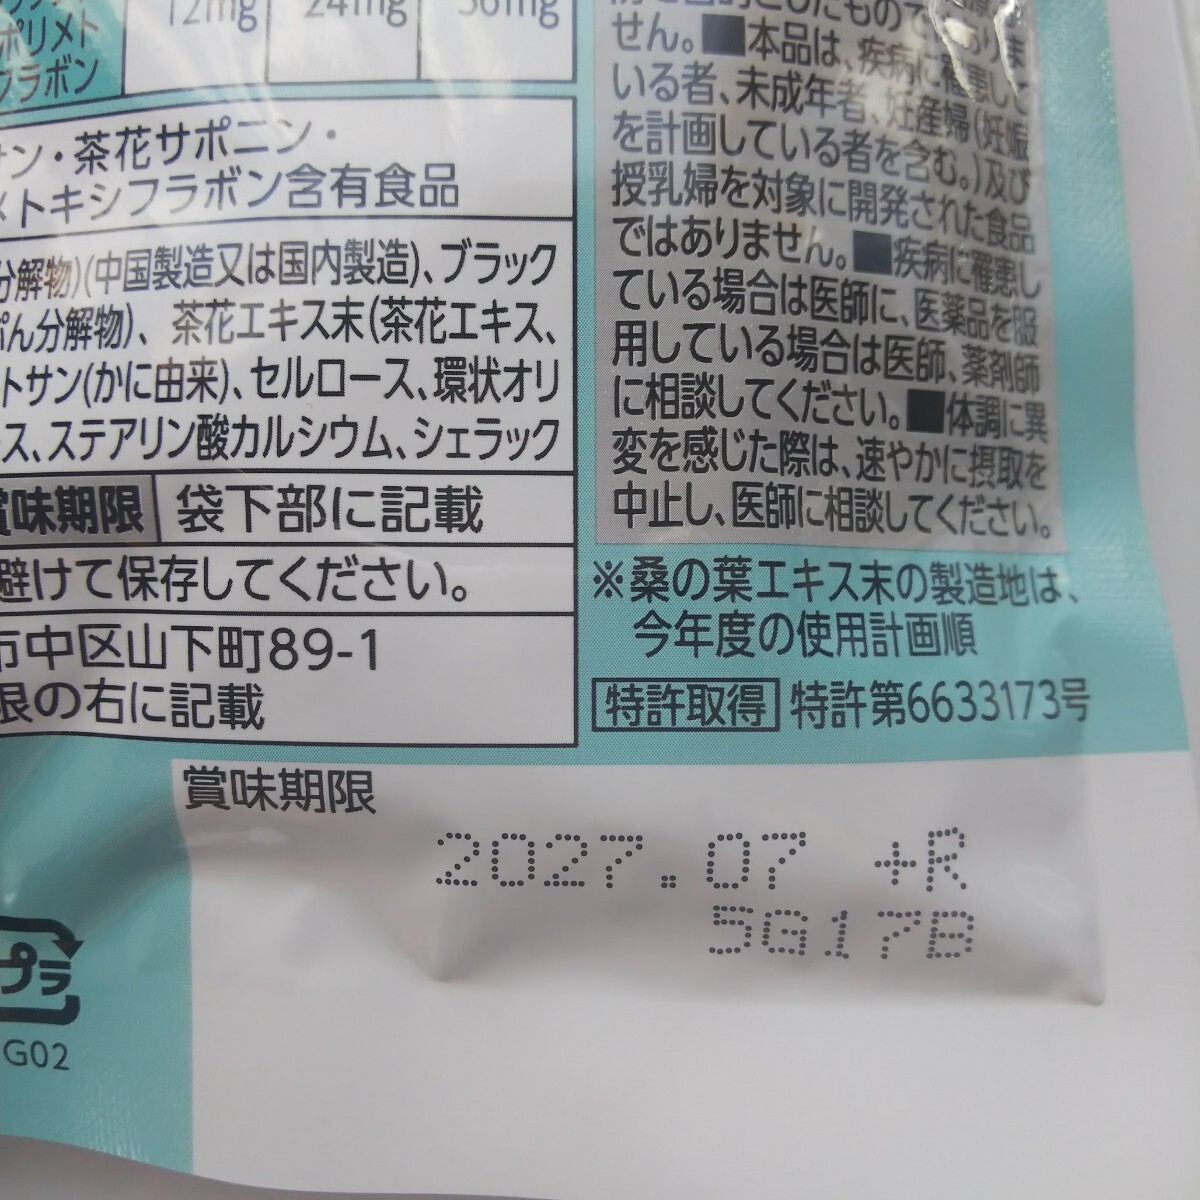 12mg 24mg 36mg
ポリメト
フラボン
サン・茶花サポニン・
メトキシフラボン含有食品
分解物)(中国製造又は国内製造)、ブラック
ぷん分解物)、茶花エキス末(茶花エキス、
トサン(かに由来)、セルロース、環状オリ
ース、ステアリン酸カルシウム、シェラック
賞味期限 袋下部に記載
避けて保存してください。
市中区山下町89-1
限の右に記載
せん。■本品は、疾病に罹患して
いる者、未成年者、妊産婦(妊娠
を計画している者を含む。)及び
授乳婦を対象に開発された食品
ではありません。■疾病に罹患し
ている場合は医師に、医薬品を服
用している場合は医師、薬剤師
に相談してください。■体調に異
変を感じた際は、速やかに摂取を
中止し、医師に相談してください。
※桑の葉エキス末の製造地は、
今年度の使用計画順
特許取得 特許第6633173号
賞味期限
2027.07 +R
5G17B
プラ
G02